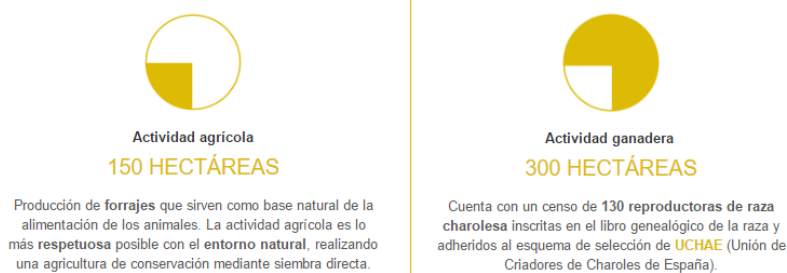 Actividad agrícola
150 HECTÁREAS
Producción de forrajes que sirven como base natural de la
alimentación de los animales. La actividad agrícola es lo
más respetuosa posible con el entorno natural, realizando
una agricultura de conservación mediante siembra directa.
Actividad ganadera
300 HECTÁREAS
Cuenta con un censo de 130 reproductoras de raza
charolesa inscritas en el libro genealógico de la raza y
adheridos al esquema de selección de UCHAE (Unión de
Criadores de Charoles de España).